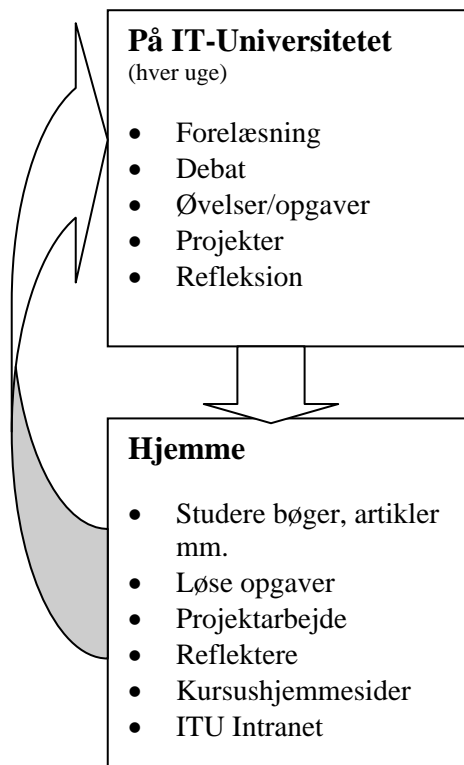 På IT-Universitetet
(hver uge)
• Forelæsning
• Debat
• Øvelser/opgaver
• Projekter
• Refleksion
Hjemme
• Studere bøger, artikler
mm.
• Løse opgaver
• Projektarbejde
• Reflektere
• Kursushjemmesider
• ITU Intranet